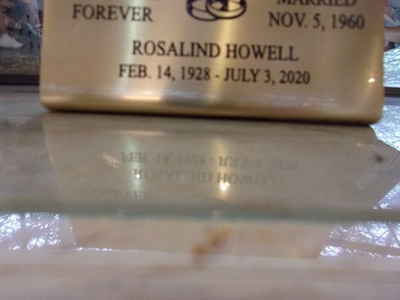 FOREVER
MARRIED
NOV. 5, 1960
ROSALIND HOWELL
FEB. 14, 1928 - JULY 3, 2020